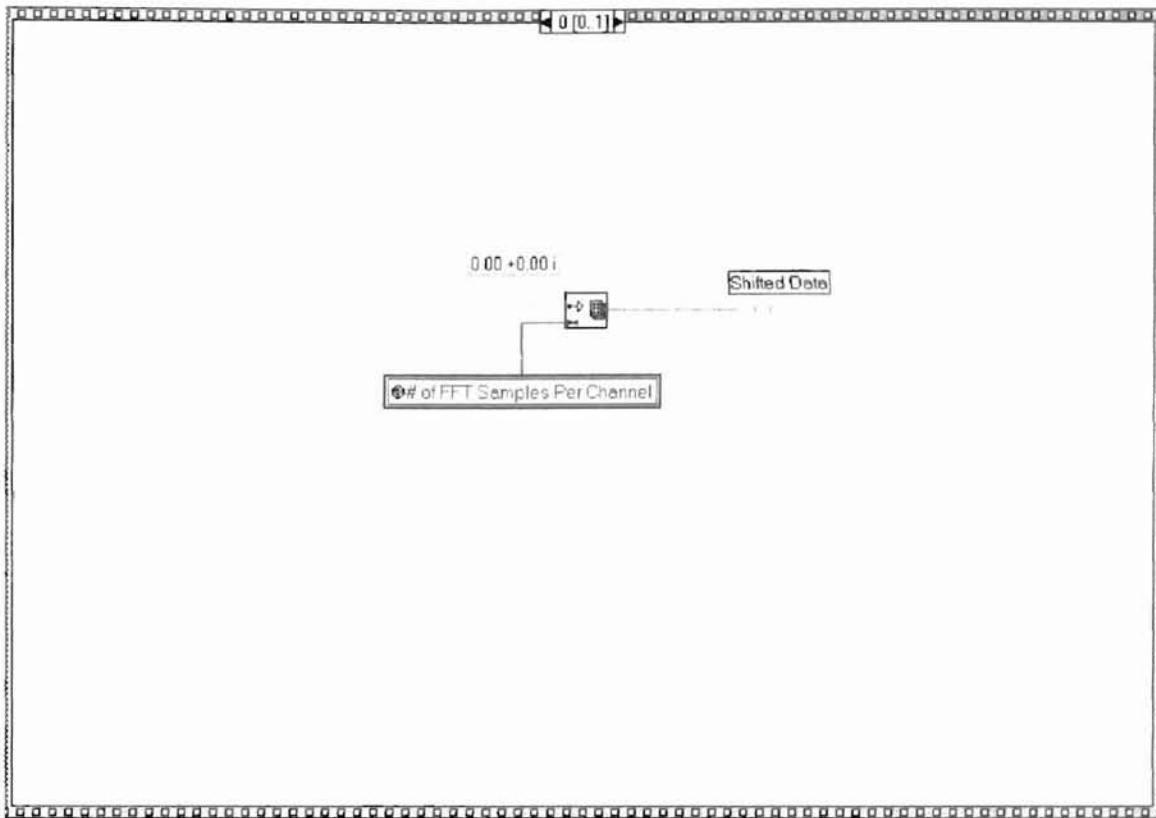 0 [0..1]
0.00 +0.00 i
Shifted Data
# of FFT Samples Per Channel